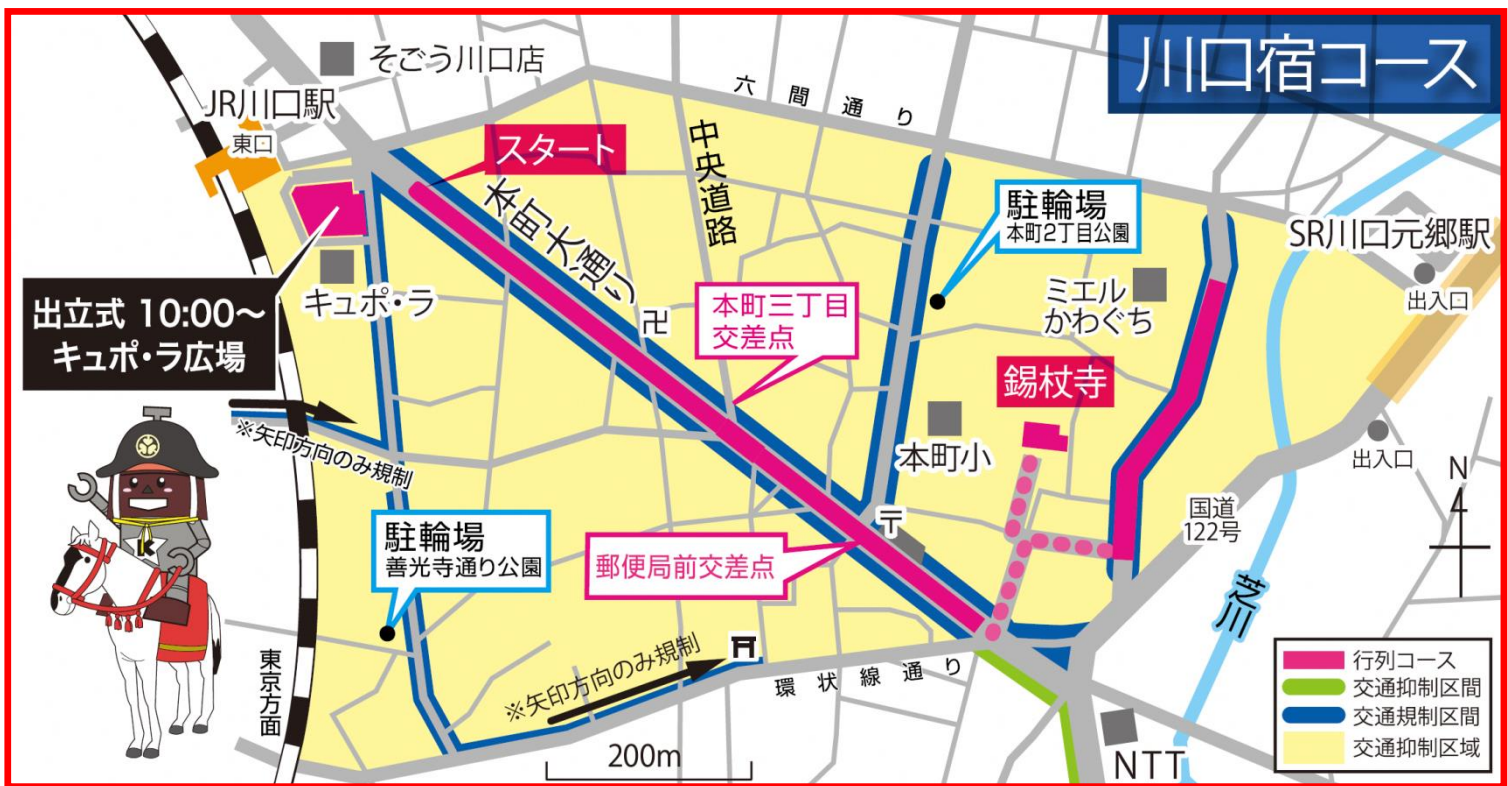 川口宿コース
そごう川口店
JR川口駅
東口
六間通り
スタート
中央道路
本町大通り
駐輪場
本町2丁目公園
SR川口元郷駅
出入口
キュポ・ラ
出立式 10:00～
キュポ・ラ広場
卍
本町三丁目
交差点
ミエル
かわぐち
錫杖寺
本町小
出入口
※矢印方向のみ規制
N
国道
122号
〒
駐輪場
善光寺通り公園
郵便局前交差点
芝川
K
東京方面
※矢印方向のみ規制
環状線通り
200m
NTT
行列コース
交通抑制区間
交通規制区間
交通抑制区域